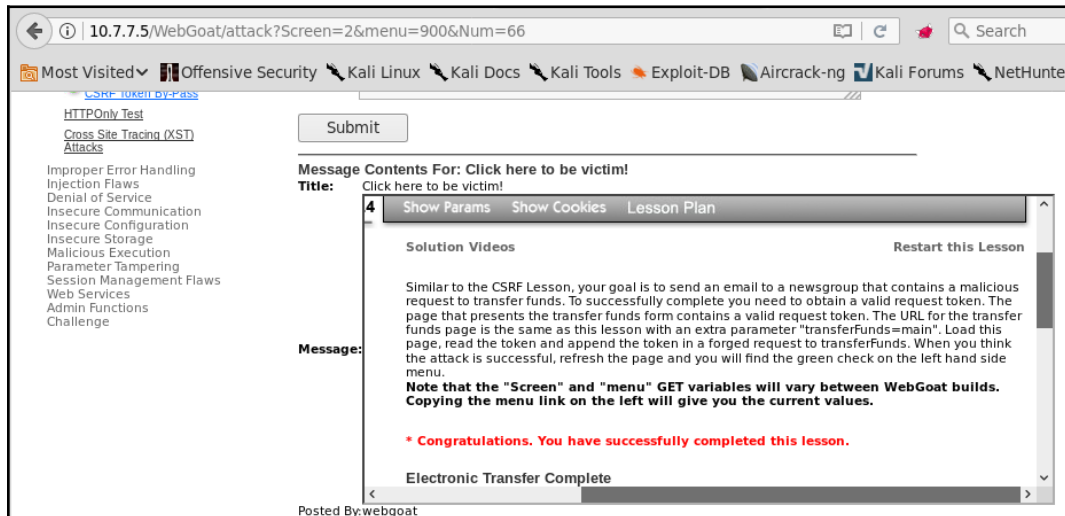 10.7.7.5/WebGoat/attack?Screen=2&menu=900&Num=66
Search
Most Visited
Offensive Security
Kali Linux
Kali Docs
Kali Tools
Exploit-DB
Aircrack-ng
Kali Forums
NetHunte
CSRF Token By-Pass
HTTPOnly Test
Cross Site Tracing (XST)
Attacks
Improper Error Handling
Injection Flaws
Denial of Service
Insecure Communication
Insecure Configuration
Insecure Storage
Malicious Execution
Parameter Tampering
Session Management Flaws
Web Services
Admin Functions
Challenge
Submit
Message Contents For: Click here to be victim!
Title: Click here to be victim!
Message:
4 Show Params Show Cookies Lesson Plan
Solution Videos Restart this Lesson
Similar to the CSRF Lesson, your goal is to send an email to a newsgroup that contains a malicious
request to transfer funds. To successfully complete you need to obtain a valid request token. The
page that presents the transfer funds form contains a valid request token. The URL for the transfer
funds page is the same as this lesson with an extra parameter "transferFunds=main". Load this
page, read the token and append the token in a forged request to transferFunds. When you think
the attack is successful, refresh the page and you will find the green check on the left hand side
menu.
Note that the "Screen" and "menu" GET variables will vary between WebGoat builds.
Copying the menu link on the left will give you the current values.
* Congratulations. You have successfully completed this lesson.
Electronic Transfer Complete
Posted By:webgoat